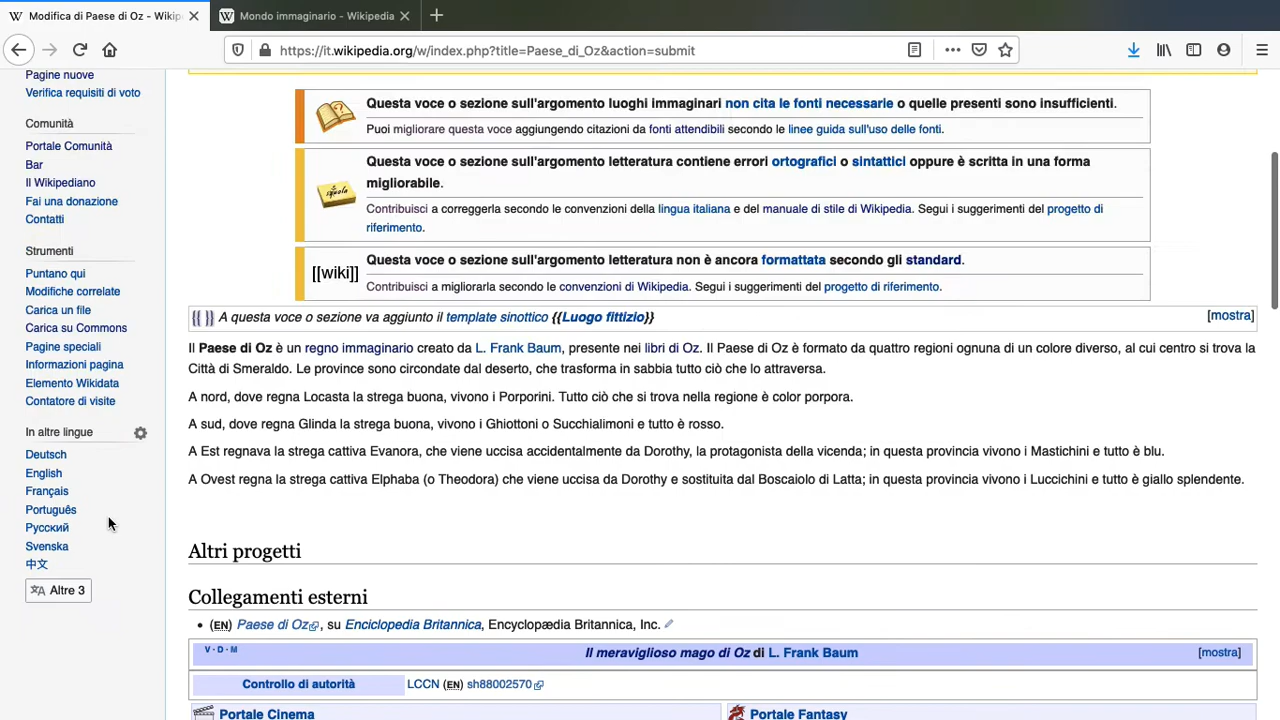 Modifica di Paese di Oz - Wikip
Mondo immaginario - Wikipedia
https://it.wikipedia.org/w/index.php?title=Paese_di_Oz&action=submit
Pagine nuove
Verifica requisiti di voto
Comunità
Portale Comunità
Bar
Il Wikipediano
Fai una donazione
Contatti
Strumenti
Puntano qui
Modifiche correlate
Carica un file
Carica su Commons
Pagine speciali
Informazioni pagina
Elemento Wikidata
Contatore di visite
In altre lingue
Deutsch
English
Français
Português
Русский
Svenska
中文
Altre 3
Questa voce o sezione sull'argomento luoghi immaginari non cita le fonti necessarie o quelle presenti sono insufficienti.
Puoi migliorare questa voce aggiungendo citazioni da fonti attendibili secondo le linee guida sull'uso delle fonti.
Questa voce o sezione sull'argomento letteratura contiene errori ortografici o sintattici oppure è scritta in una forma
migliorabile.
Contribuisci a correggerla secondo le convenzioni della lingua italiana e del manuale di stile di Wikipedia. Segui i suggerimenti del progetto di
riferimento.
[[wiki]]
Questa voce o sezione sull'argomento letteratura non è ancora formattata secondo gli standard.
Contribuisci a migliorarla secondo le convenzioni di Wikipedia. Segui i suggerimenti del progetto di riferimento.
{{ }} A questa voce o sezione va aggiunto il template sinottico {{Luogo fittizio}} [mostra]
Il Paese di Oz è un regno immaginario creato da L. Frank Baum, presente nei libri di Oz. Il Paese di Oz è formato da quattro regioni ognuna di un colore diverso, al cui centro si trova la
Città di Smeraldo. Le province sono circondate dal deserto, che trasforma in sabbia tutto ciò che lo attraversa.
A nord, dove regna Locasta la strega buona, vivono i Porporini. Tutto ciò che si trova nella regione è color porpora.
A sud, dove regna Glinda la strega buona, vivono i Ghiottoni o Succhialimoni e tutto è rosso.
A Est regnava la strega cattiva Evanora, che viene uccisa accidentalmente da Dorothy, la protagonista della vicenda; in questa provincia vivono i Mastichini e tutto è blu.
A Ovest regna la strega cattiva Elphaba (o Theodora) che viene uccisa da Dorothy e sostituita dal Boscaiolo di Latta; in questa provincia vivono i Luccichini e tutto è giallo splendente.
Altri progetti
Collegamenti esterni
• (EN) Paese di Oz, su Enciclopedia Britannica, Encyclopædia Britannica, Inc.
V · D · M Il meraviglioso mago di Oz di L. Frank Baum [mostra]
Controllo di autorità LCCN (EN) sh88002570
Portale Cinema
Portale Fantasy